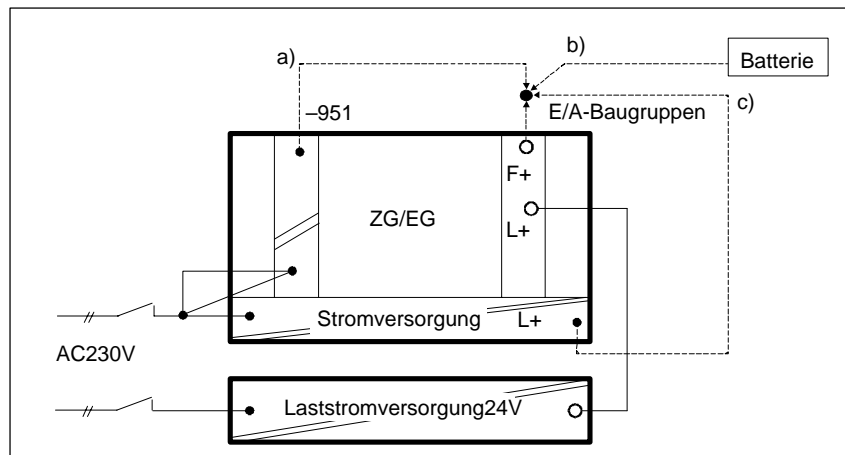 a)
b)
Batterie
c)
–951
E/A-Baugruppen
F+
ZG/EG
L+
Stromversorgung
L+
AC230V
Laststromversorgung24V